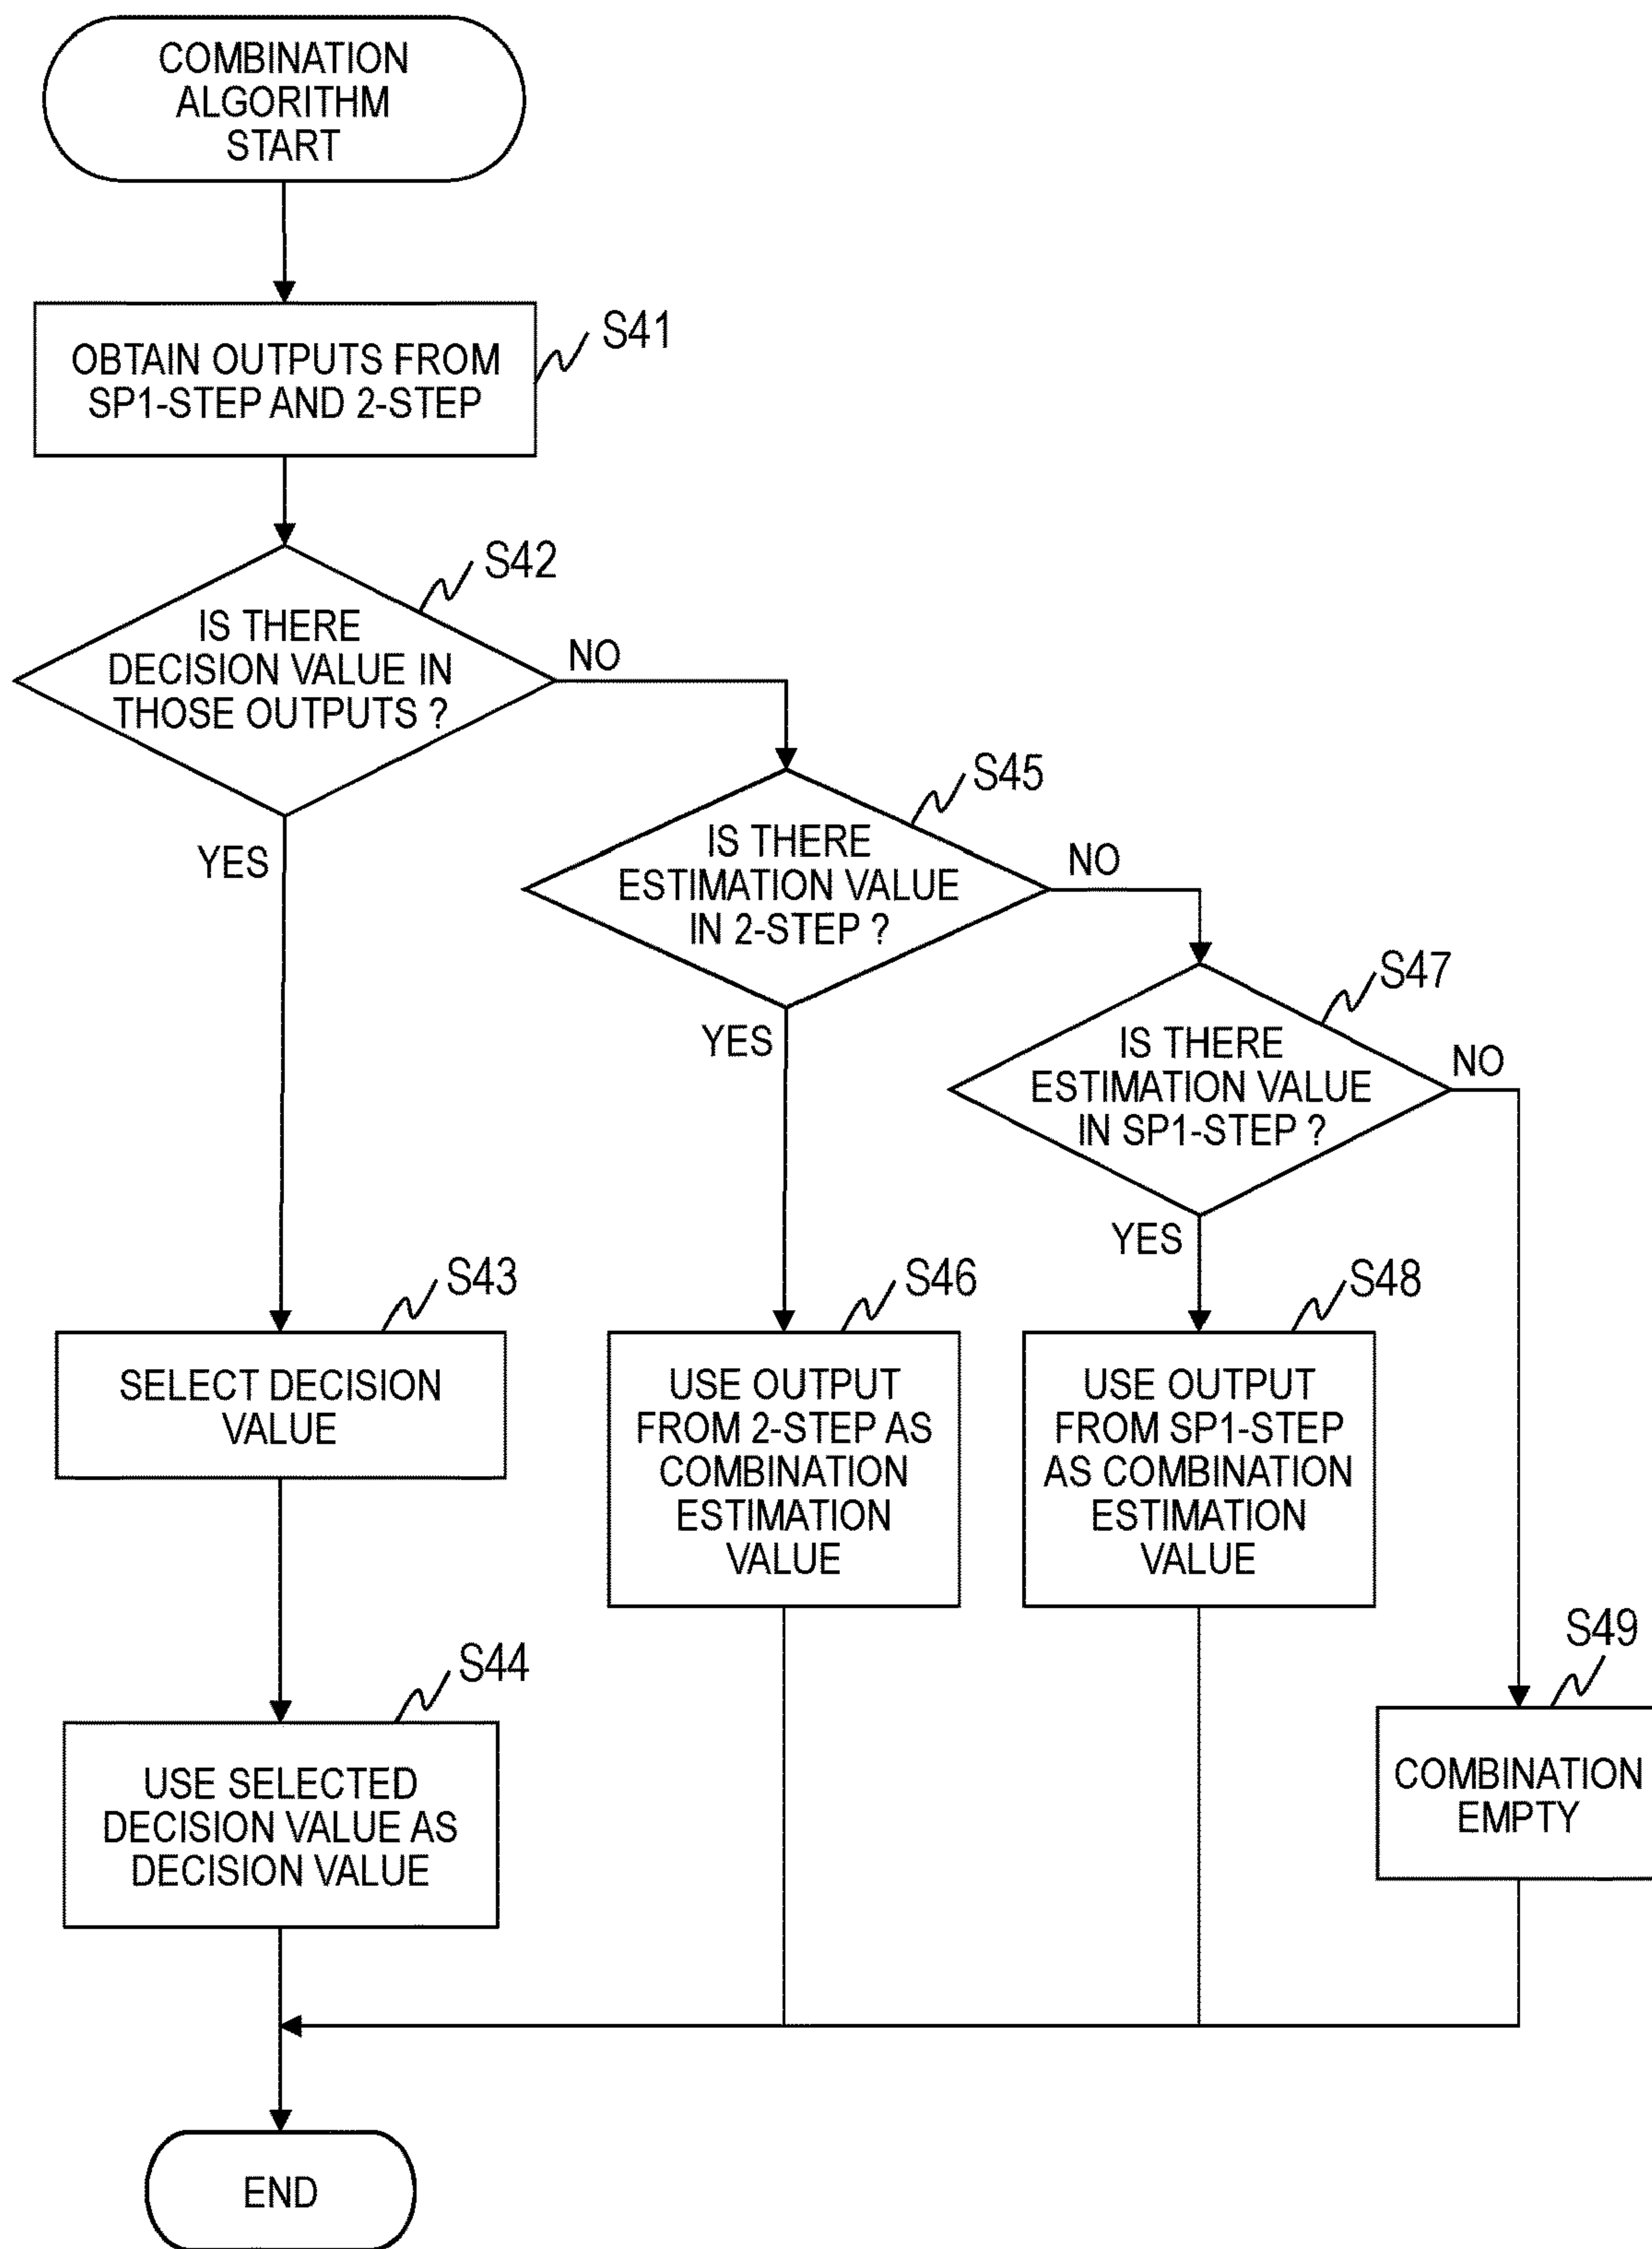 COMBINATION
ALGORITHM
START
S41
OBTAIN OUTPUTS FROM
SP1-STEP AND 2-STEP
S42
IS THERE
DECISION VALUE IN
THOSE OUTPUTS ?
NO
YES
S45
IS THERE
ESTIMATION VALUE
IN 2-STEP ?
NO
YES
S47
IS THERE
ESTIMATION VALUE
IN SP1-STEP ?
NO
YES
S43
SELECT DECISION
VALUE
S46
USE OUTPUT
FROM 2-STEP AS
COMBINATION
ESTIMATION
VALUE
S48
USE OUTPUT
FROM SP1-STEP
AS COMBINATION
ESTIMATION
VALUE
S44
USE SELECTED
DECISION VALUE AS
DECISION VALUE
S49
COMBINATION
EMPTY
END